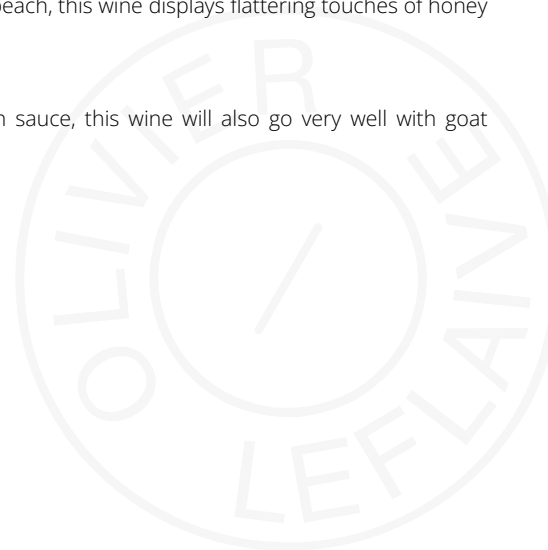 peach, this wine displays flattering touches of honey
sauce, this wine will also go very well with goat
OLIVIER
LEFLAIVE